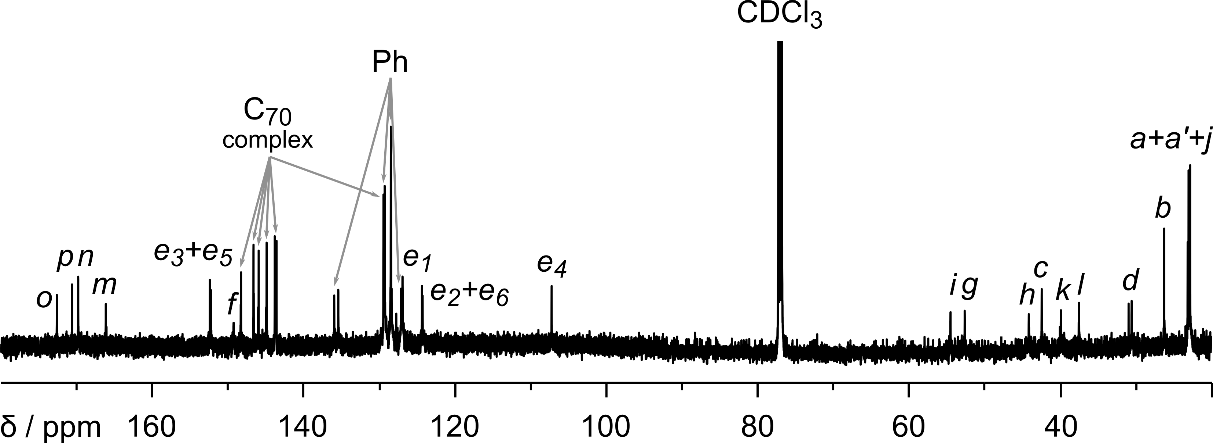 CDCl3
Ph
C70
complex
a+a'+j
b
e3+e5
e1
e2+e6
e4
p n
o
m
f
i g
h
c
k
l
d
δ / ppm 160 140 120 100 80 60 40